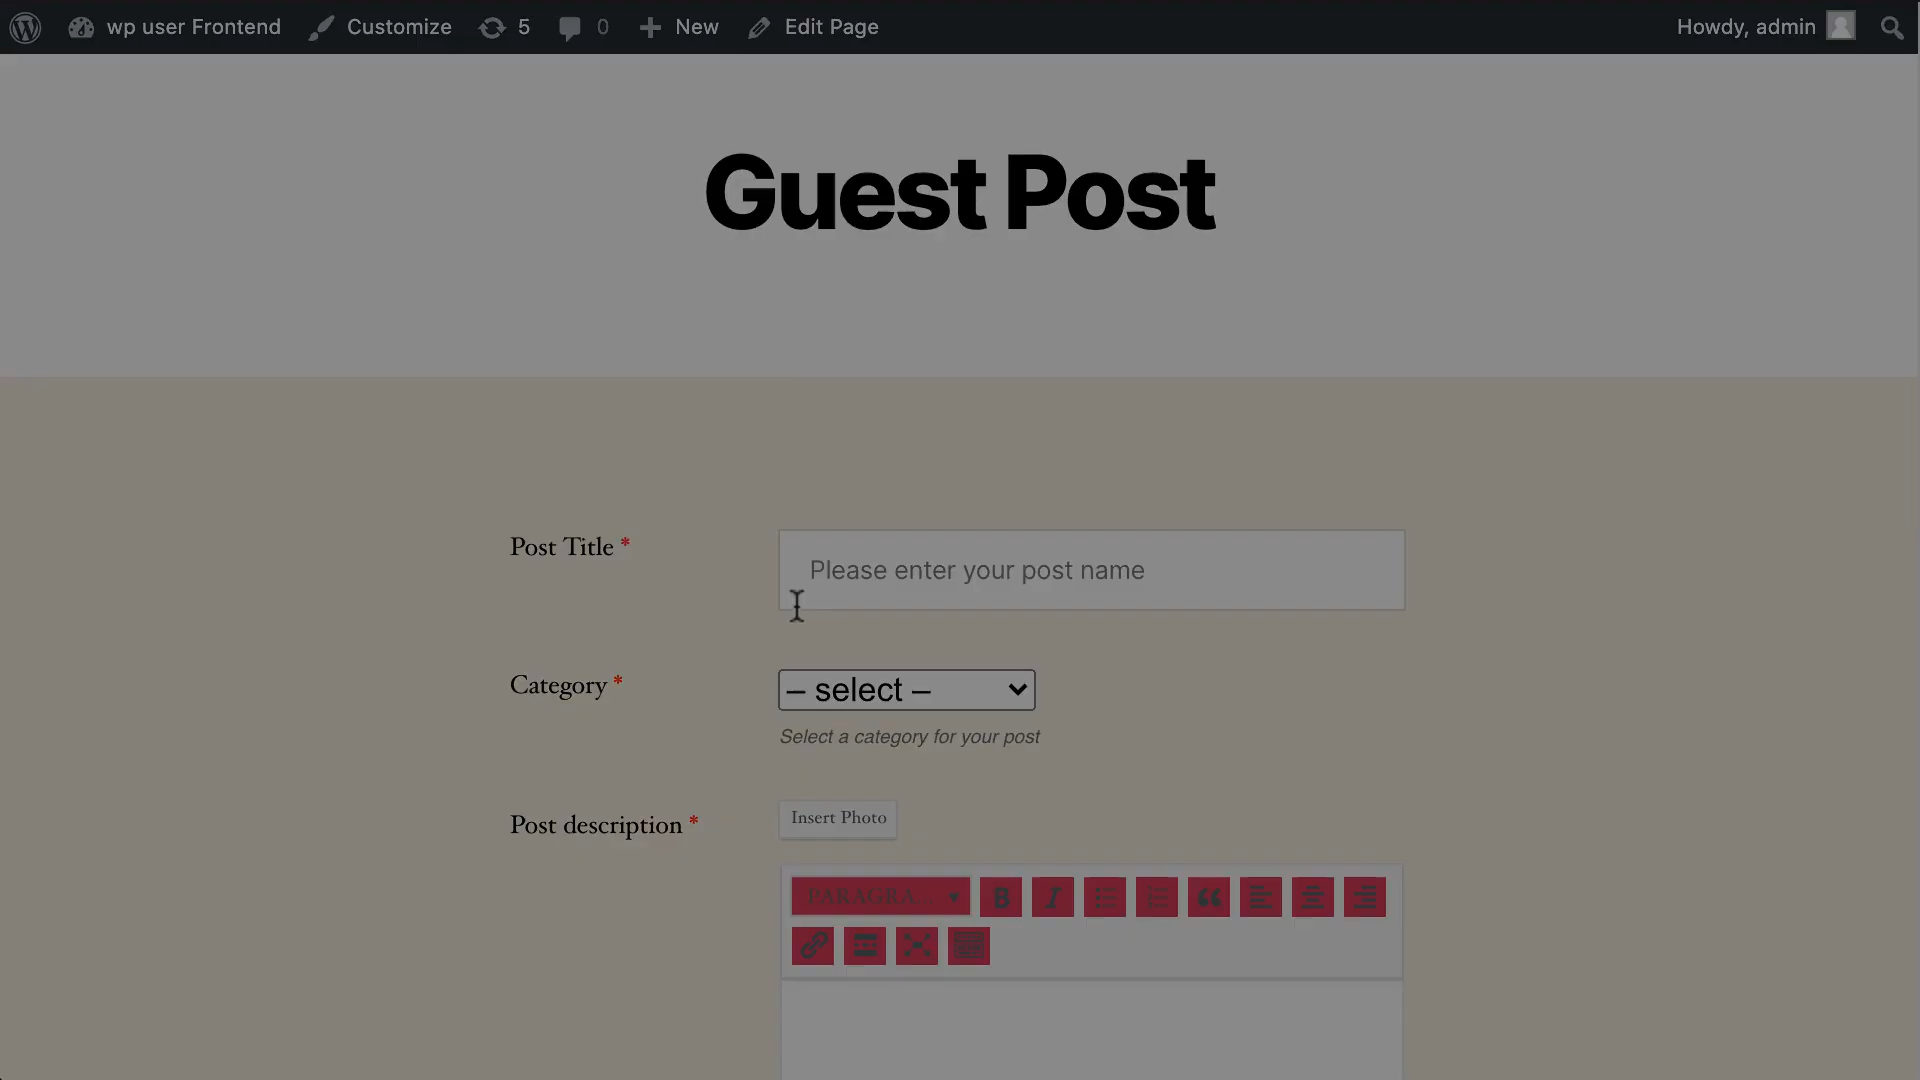 wp user Frontend Customize 5 0 New Edit Page Howdy, admin
Guest Post
Post Title *
Please enter your post name
Category *
– select –
Select a category for your post
Post description *
Insert Photo
PARAGRA...
B I